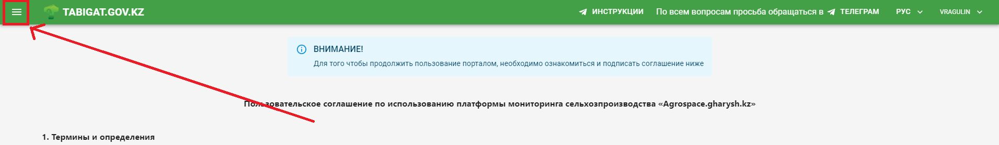 TABIGAT.GOV.KZ ИНСТРУКЦИИ По всем вопросам просьба обращаться в ТЕЛЕГРАМ РУС VRAGULIN
ВНИМАНИЕ!
Для того чтобы продолжить пользование порталом, необходимо ознакомиться и подписать соглашение ниже
Пользовательское соглашение по использованию платформы мониторинга сельхозпроизводства «Agrospace.gharysh.kz»
1. Термины и определения